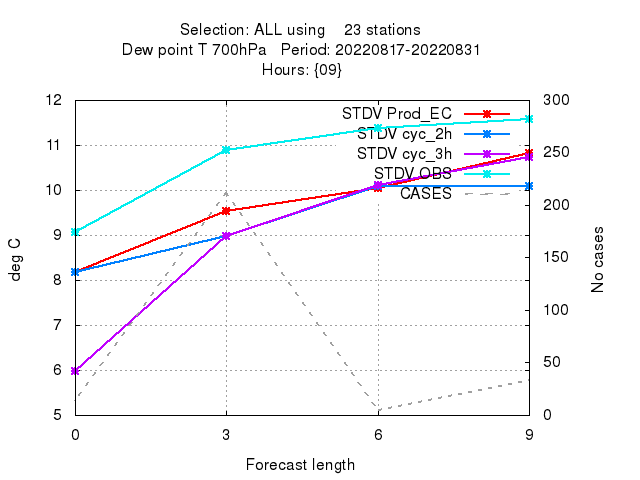 Selection: ALL using    23 stations
Dew point T 700hPa   Period: 20220817-20220831
Hours: {09}
12
11
10
9
8
7
6
5
300
250
200
150
100
50
0
STDV Prod_EC
STDV cyc_2h
STDV cyc_3h
STDV OBS
CASES
deg C
No cases
0 3 6 9
Forecast length